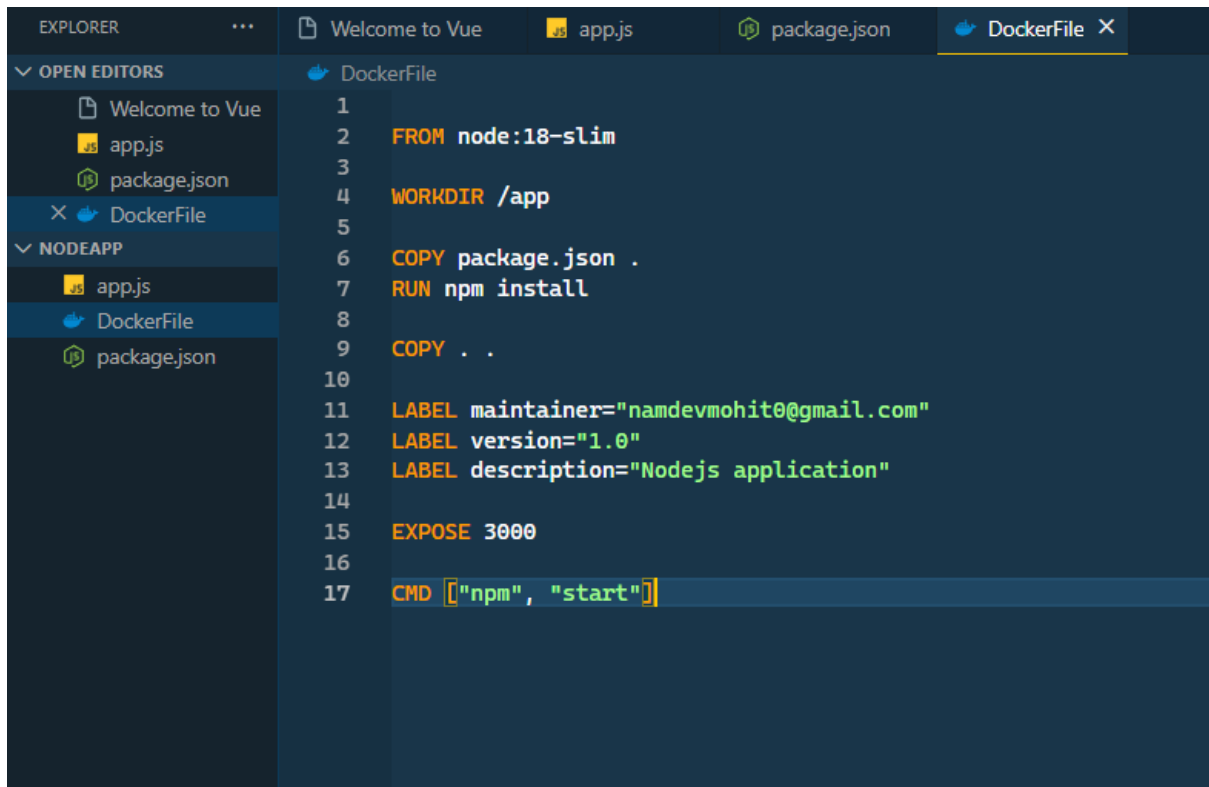 EXPLORER ···
Welcome to Vue
app.js
package.json
DockerFile
OPEN EDITORS
Welcome to Vue
app.js
package.json
DockerFile
NODEAPP
app.js
DockerFile
package.json
DockerFile
1
2 FROM node:18-slim
3
4 WORKDIR /app
5
6 COPY package.json .
7 RUN npm install
8
9 COPY . .
10
11 LABEL maintainer="namdevmohit0@gmail.com"
12 LABEL version="1.0"
13 LABEL description="Nodejs application"
14
15 EXPOSE 3000
16
17 CMD ["npm", "start"]